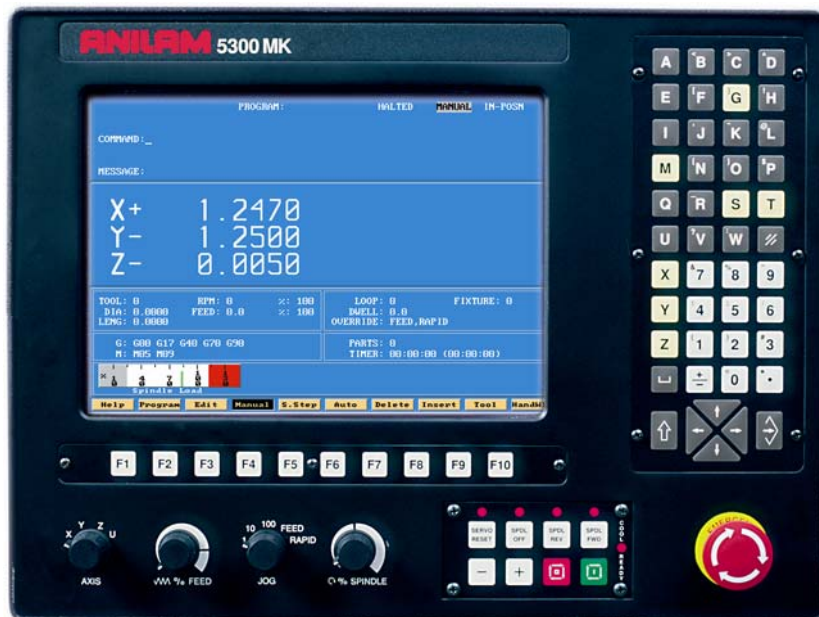 ANILAM 5300 MK
PROGRAM: HALTED MANUAL IN-POSN
COMMAND:_
MESSAGE:
X+ 1.2470
Y- 1.2500
Z- 0.0050
TOOL: 0 RPM: 0 %: 100 LOOP: 0 FIXTURE: 0
DIA: 0.0000 FEED: 0.0 %: 100 DWELL: 0.0
LENG: 0.0000 OVERRIDE: FEED,RAPID
G: G00 G17 G40 G70 G90 PARTS: 0
M: M05 M09 TIMER: 00:00:00 (00:00:00)
Spindle Load
Help Program Edit Manual S.Step Auto Delete Insert Tool
F1 F2 F3 F4 F5 F6 F7 F8 F9 F10
A B C D
E F G H
I J K L
M N O P
Q R S T
U V W //
X 7 8 9
Y 4 5 6
Z 1 2 3
0 .
X Y Z U
AXIS
% FEED
1 10 100 FEED RAPID
JOG
% SPINDLE
SERVO RESET
SPDL OFF
SPDL REV
SPDL FWD
COOL
READY
- +